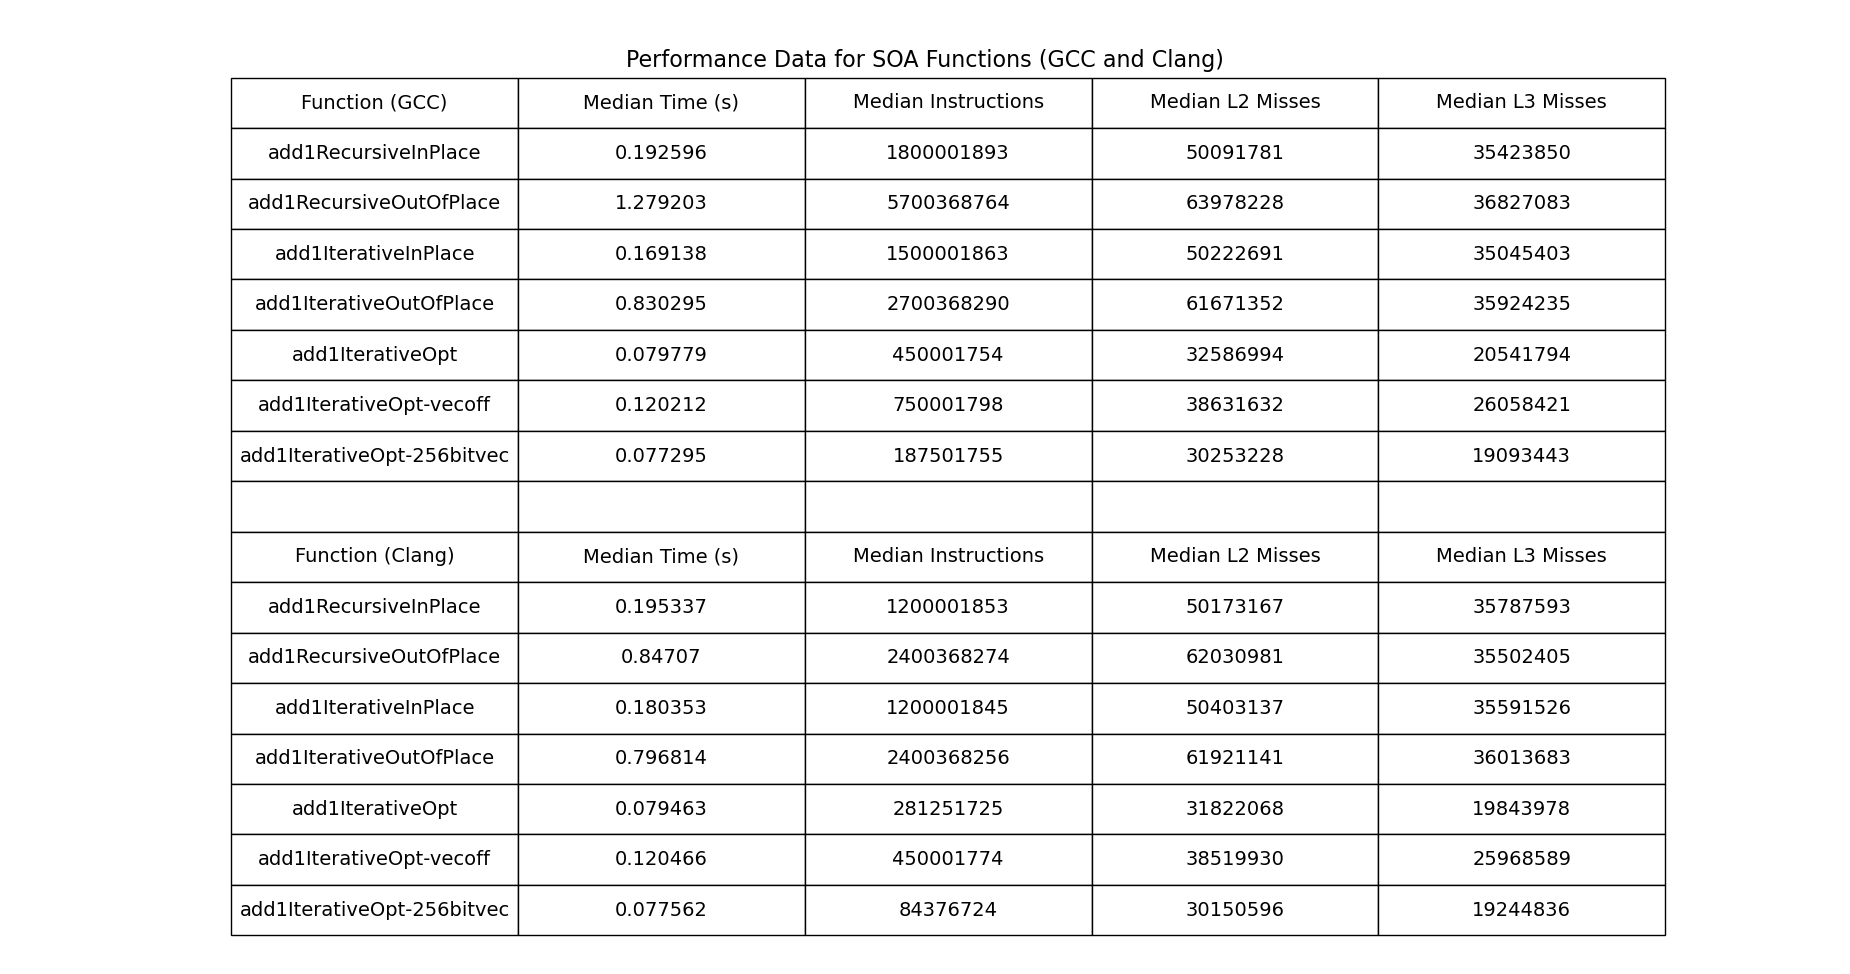 Performance Data for SOA Functions (GCC and Clang)
Function (GCC) Median Time (s) Median Instructions Median L2 Misses Median L3 Misses
add1RecursiveInPlace 0.192596 1800001893 50091781 35423850
add1RecursiveOutOfPlace 1.279203 5700368764 63978228 36827083
add1IterativeInPlace 0.169138 1500001863 50222691 35045403
add1IterativeOutOfPlace 0.830295 2700368290 61671352 35924235
add1IterativeOpt 0.079779 450001754 32586994 20541794
add1IterativeOpt-vecoff 0.120212 750001798 38631632 26058421
add1IterativeOpt-256bitvec 0.077295 187501755 30253228 19093443
Function (Clang) Median Time (s) Median Instructions Median L2 Misses Median L3 Misses
add1RecursiveInPlace 0.195337 1200001853 50173167 35787593
add1RecursiveOutOfPlace 0.84707 2400368274 62030981 35502405
add1IterativeInPlace 0.180353 1200001845 50403137 35591526
add1IterativeOutOfPlace 0.796814 2400368256 61921141 36013683
add1IterativeOpt 0.079463 281251725 31822068 19843978
add1IterativeOpt-vecoff 0.120466 450001774 38519930 25968589
add1IterativeOpt-256bitvec 0.077562 84376724 30150596 19244836